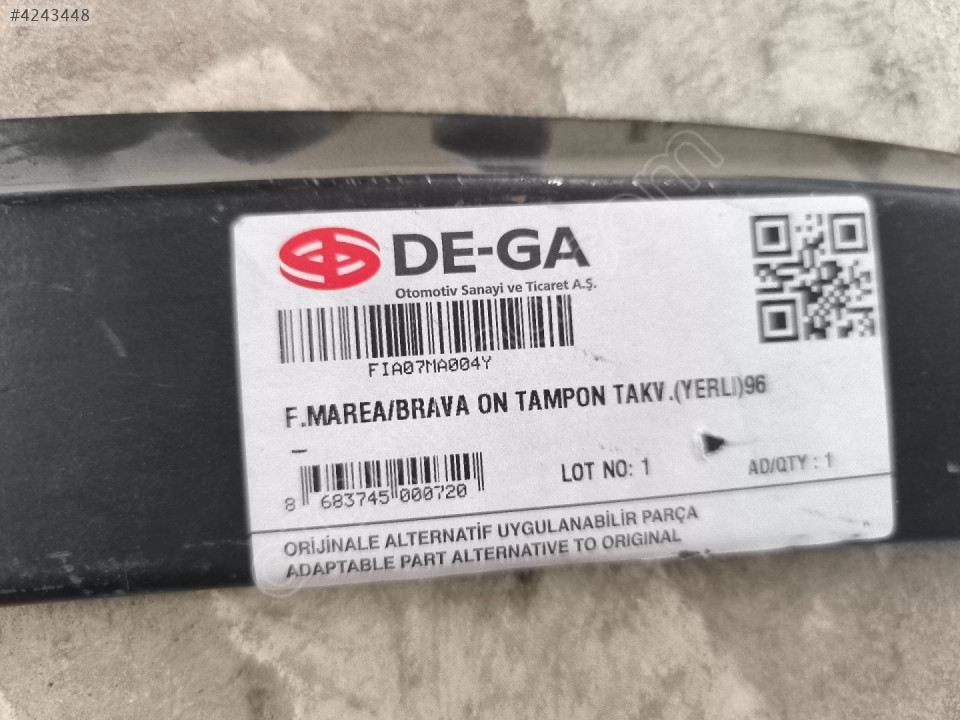 #4243448
DE-GA
Otomotiv Sanayi ve Ticaret A.Ş.
FIA07MA004Y
F.MAREA/BRAVA ON TAMPON TAKV.(YERLI)96
-
8 683745 000720
LOT NO: 1
AD/QTY : 1
ORİJİNALE ALTERNATİF UYGULANABİLİR PARÇA
ADAPTABLE PART ALTERNATIVE TO ORIGINAL